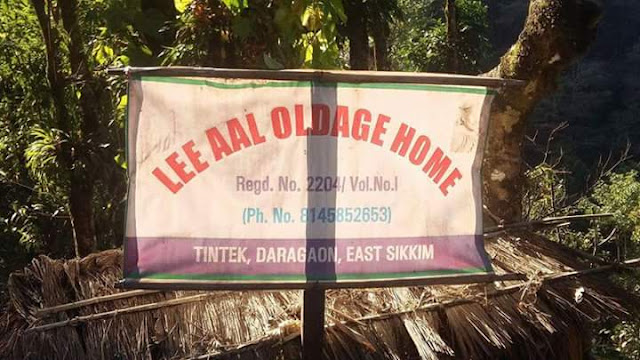 LEE AAL OLDAGE HOME
Regd. No. 2204/ Vol.No.I
(Ph. No. 8145852653)
TINTEK, DARAGAON, EAST SIKKIM